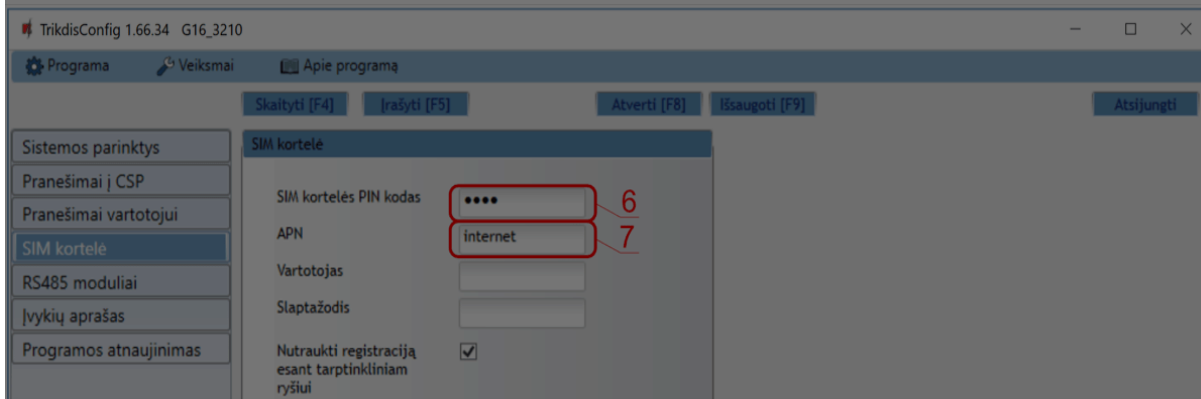 TrikdisConfig 1.66.34 G16_3210
Programa Veiksmai Apie programą
Skaityti [F4] Įrašyti [F5] Atverti [F8] Išsaugoti [F9] Atsijungti
Sistemos parinktys
Pranešimai į CSP
Pranešimai vartotojui
SIM kortelė
RS485 moduliai
Įvykių aprašas
Programos atnaujinimas
SIM kortelė
SIM kortelės PIN kodas •••• 6
APN internet 7
Vartotojas
Slaptažodis
Nutraukti registraciją
esant tarptinkliniam
ryšiui